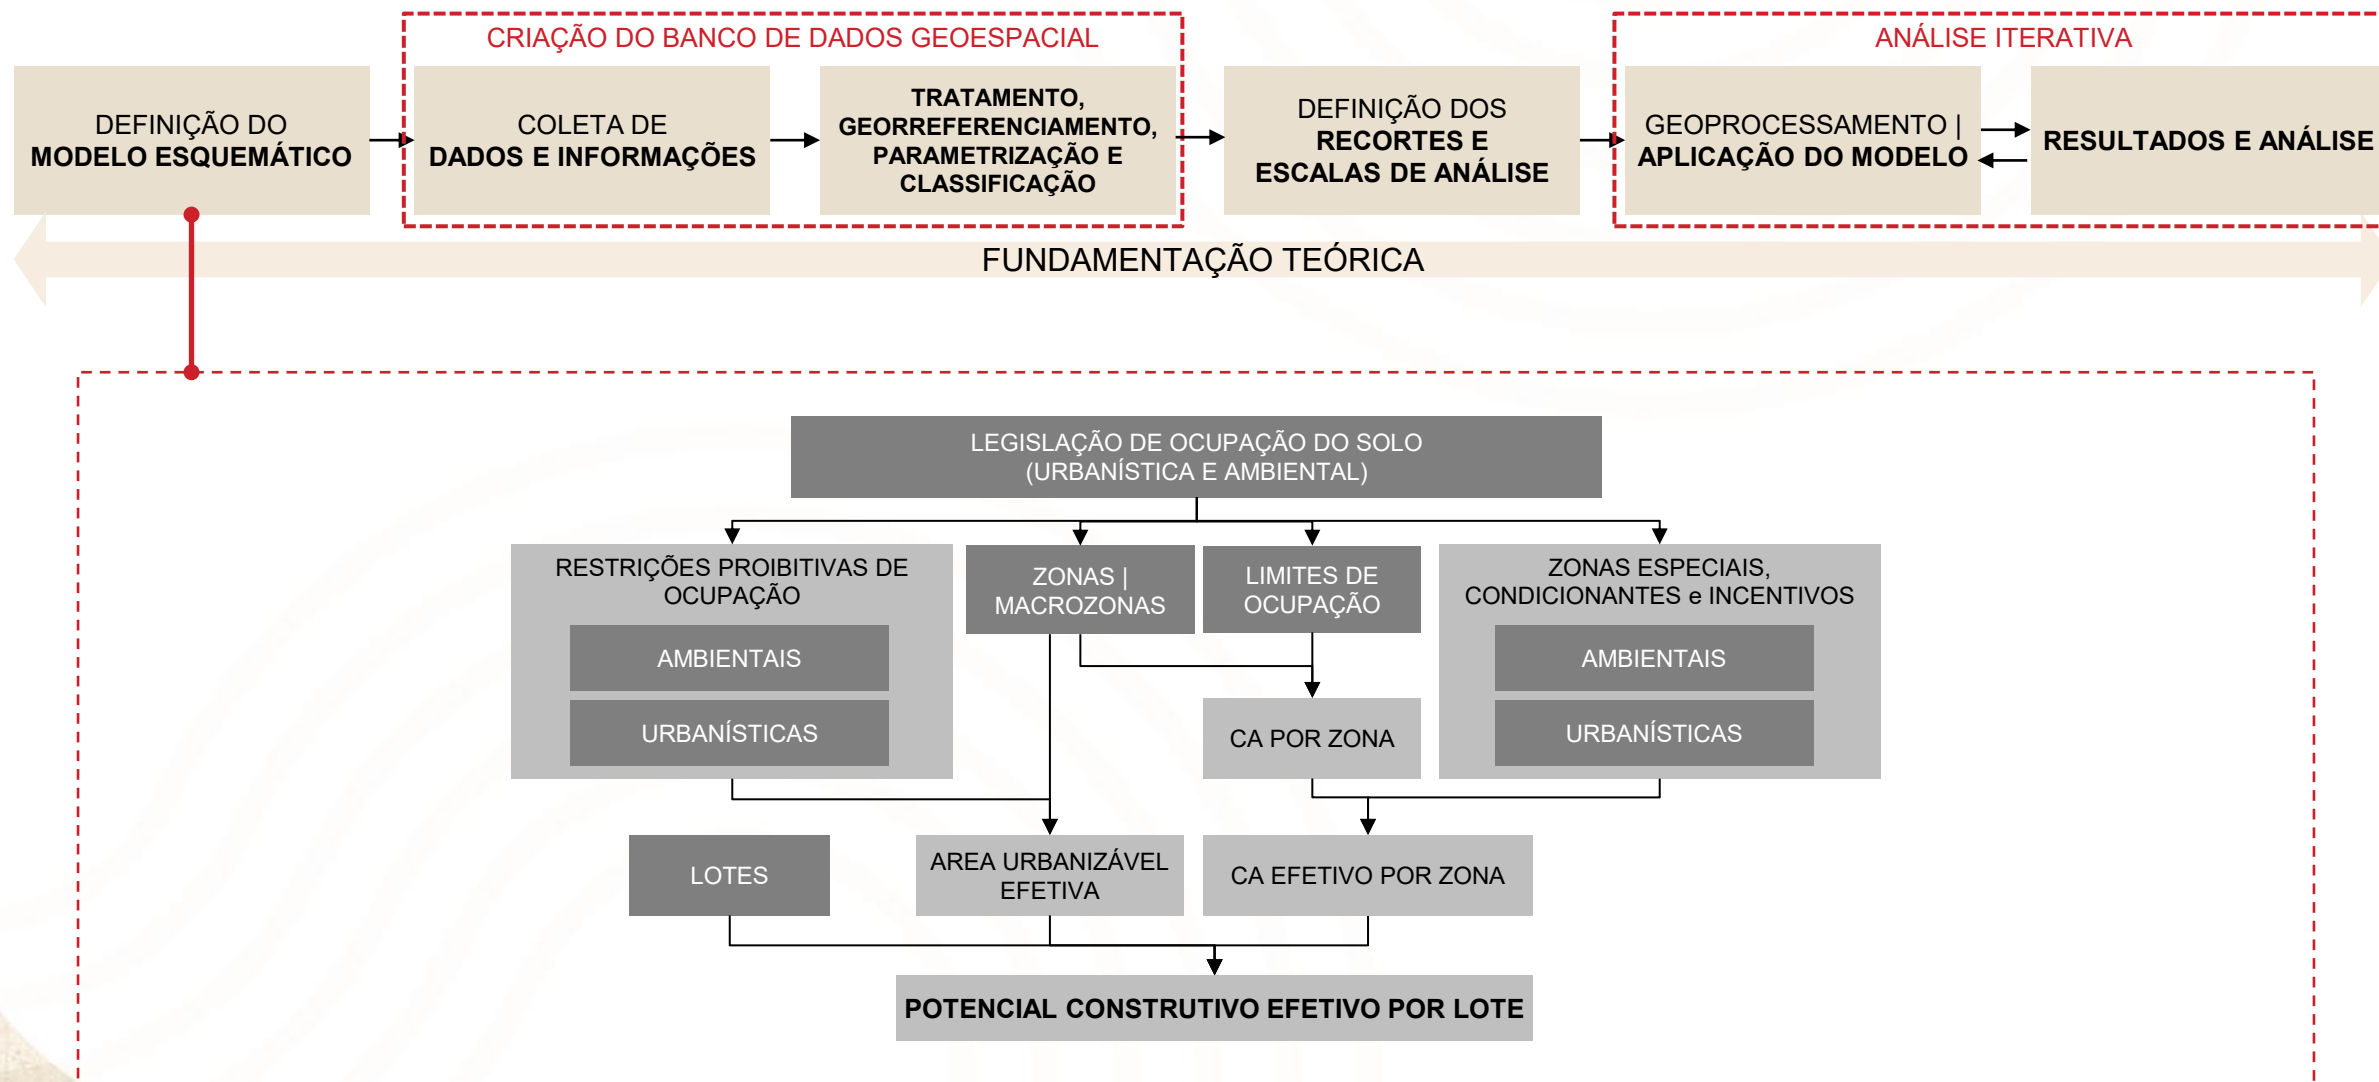 CRIAÇÃO DO BANCO DE DADOS GEOESPACIAL
ANÁLISE ITERATIVA
DEFINIÇÃO DO
MODELO ESQUEMÁTICO
COLETA DE
DADOS E INFORMAÇÕES
TRATAMENTO,
GEORREFERENCIAMENTO,
PARAMETRIZAÇÃO E
CLASSIFICAÇÃO
DEFINIÇÃO DOS
RECORTES E
ESCALAS DE ANÁLISE
GEOPROCESSAMENTO |
APLICAÇÃO DO MODELO
RESULTADOS E ANÁLISE
FUNDAMENTAÇÃO TEÓRICA
LEGISLAÇÃO DE OCUPAÇÃO DO SOLO
(URBANÍSTICA E AMBIENTAL)
RESTRIÇÕES PROIBITIVAS DE
OCUPAÇÃO
AMBIENTAIS
URBANÍSTICAS
ZONAS |
MACROZONAS
LIMITES DE
OCUPAÇÃO
ZONAS ESPECIAIS,
CONDICIONANTES e INCENTIVOS
AMBIENTAIS
URBANÍSTICAS
CA POR ZONA
LOTES
AREA URBANIZÁVEL
EFETIVA
CA EFETIVO POR ZONA
POTENCIAL CONSTRUTIVO EFETIVO POR LOTE